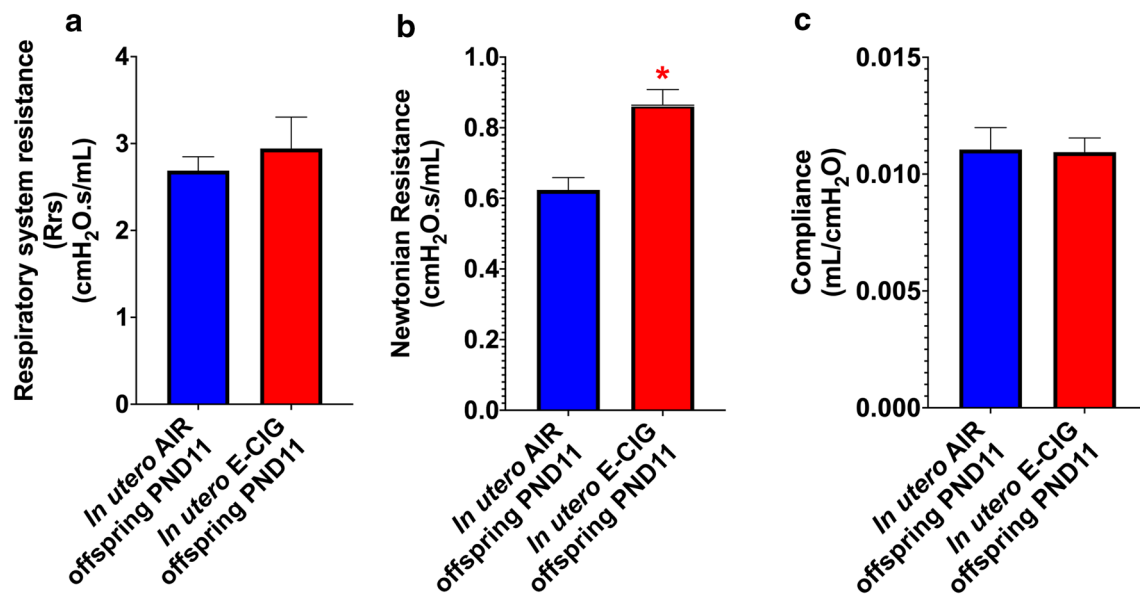 a
Respiratory system resistance
(Rrs)
(cmH₂O.s/mL)
4
3
2
1
0
In utero AIR
offspring PND11
In utero E-CIG
offspring PND11
b
Newtonian Resistance
(cmH₂O.s/mL)
1.0
0.8
0.6
0.4
0.2
0.0
*
In utero AIR
offspring PND11
In utero E-CIG
offspring PND11
c
Compliance
(mL/cmH₂O)
0.015
0.010
0.005
0.000
In utero AIR
offspring PND11
In utero E-CIG
offspring PND11